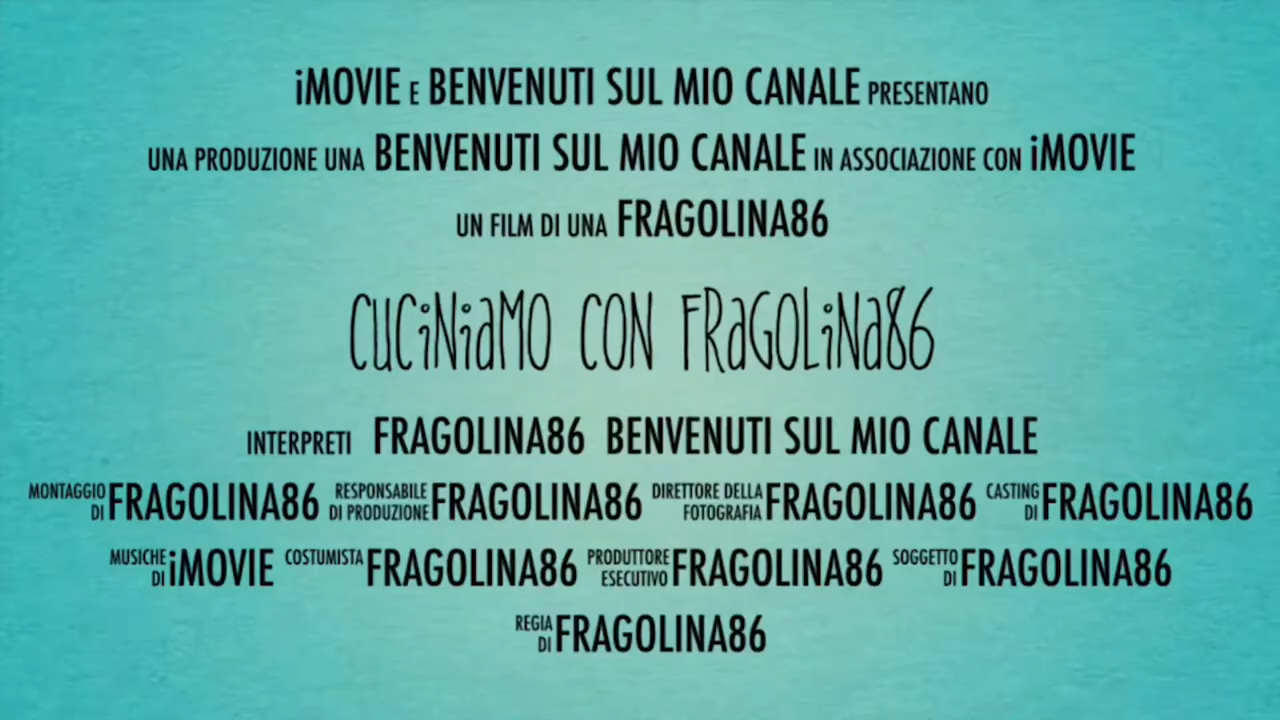 iMOVIE E BENVENUTI SUL MIO CANALE PRESENTANO
UNA PRODUZIONE UNA BENVENUTI SUL MIO CANALE IN ASSOCIAZIONE CON iMOVIE
UN FILM DI UNA FRAGOLINA86
CUCiNiaMO CON FRaGOLiNa86
INTERPRETI FRAGOLINA86 BENVENUTI SUL MIO CANALE
MONTAGGIO DI FRAGOLINA86 RESPONSABILE DI PRODUZIONE FRAGOLINA86 DIRETTORE DELLA FOTOGRAFIA FRAGOLINA86 CASTING DI FRAGOLINA86
MUSICHE DI iMOVIE COSTUMISTA FRAGOLINA86 PRODUTTORE ESECUTIVO FRAGOLINA86 SOGGETTO DI FRAGOLINA86
REGIA DI FRAGOLINA86